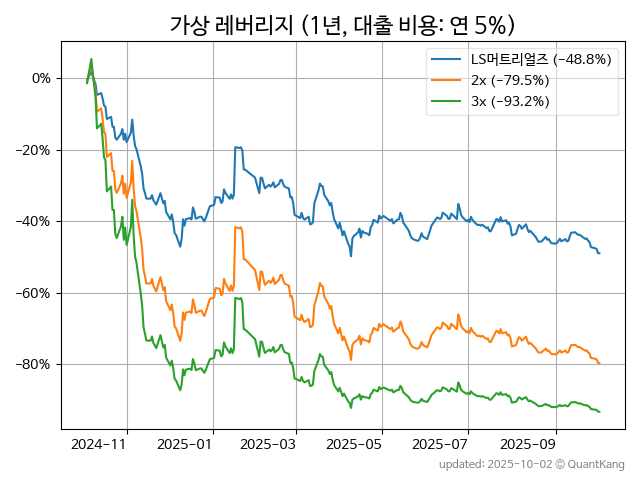 가상 레버리지 (1년, 대출 비용: 연 5%)
LS머트리얼즈 (−48.8%)
2x (−79.5%)
3x (−93.2%)
0%
−20%
−40%
−60%
−80%
2024-11 2025-01 2025-03 2025-05 2025-07 2025-09
updated: 2025-10-02 © QuantKang